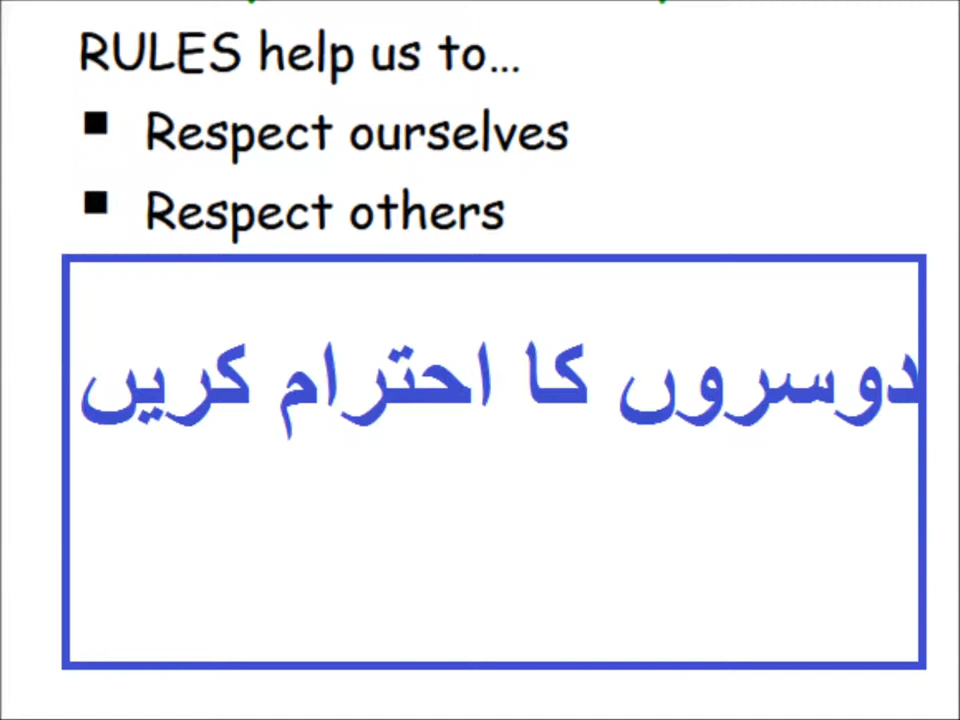 RULES help us to...
▪ Respect ourselves
▪ Respect others
دوسروں کا احترام کریں